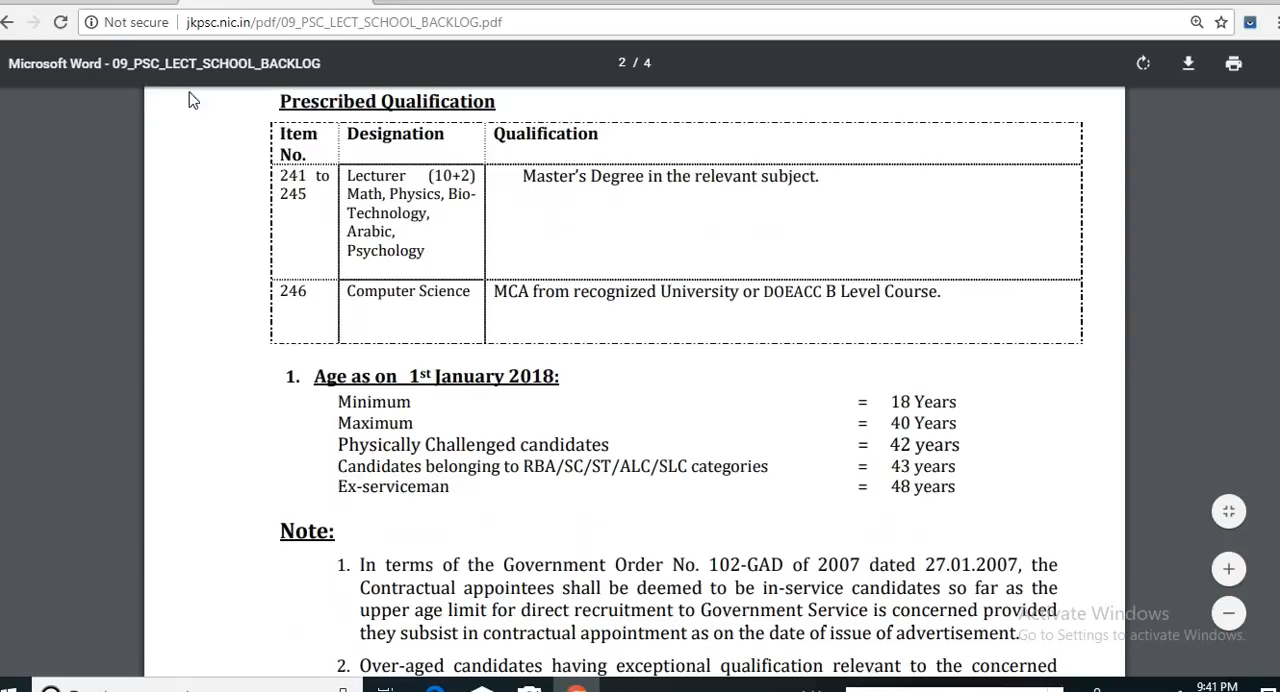 Not secure jkpsc.nic.in/pdf/09_PSC_LECT_SCHOOL_BACKLOG.pdf
Microsoft Word - 09_PSC_LECT_SCHOOL_BACKLOG 2 / 4
Prescribed Qualification
Item No. Designation Qualification
241 to 245 Lecturer (10+2) Math, Physics, Bio-Technology, Arabic, Psychology Master's Degree in the relevant subject.
246 Computer Science MCA from recognized University or DOEACC B Level Course.
1. Age as on 1st January 2018:
Minimum = 18 Years
Maximum = 40 Years
Physically Challenged candidates = 42 years
Candidates belonging to RBA/SC/ST/ALC/SLC categories = 43 years
Ex-serviceman = 48 years
Note:
1. In terms of the Government Order No. 102-GAD of 2007 dated 27.01.2007, the
Contractual appointees shall be deemed to be in-service candidates so far as the
upper age limit for direct recruitment to Government Service is concerned provided
they subsist in contractual appointment as on the date of issue of advertisement.
Activate Windows
Go to Settings to activate Windows.
2. Over-aged candidates having exceptional qualification relevant to the concerned
9:41 PM